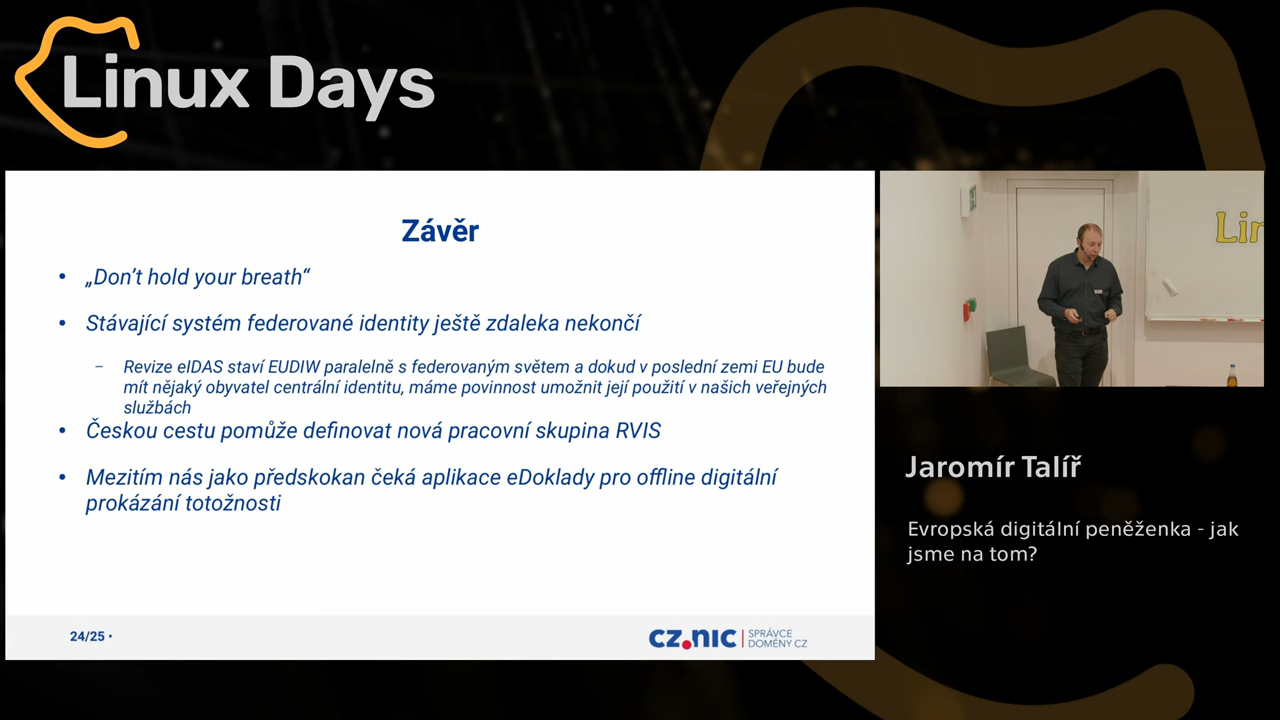 Linux Days
Závěr
• „Don’t hold your breath“
• Stávající systém federované identity ještě zdaleka nekončí
– Revize eIDAS staví EUDIW paralelně s federovaným světem a dokud v poslední zemi EU bude
mít nějaký obyvatel centrální identitu, máme povinnost umožnit její použití v našich veřejných
službách
• Českou cestu pomůže definovat nová pracovní skupina RVIS
• Mezitím nás jako předskokan čeká aplikace eDoklady pro offline digitální
prokázání totožnosti
24/25 •
cz.nic | SPRÁVCE
DOMÉNY CZ
Lin
Jaromír Talíř
Evropská digitální peněženka - jak
jsme na tom?